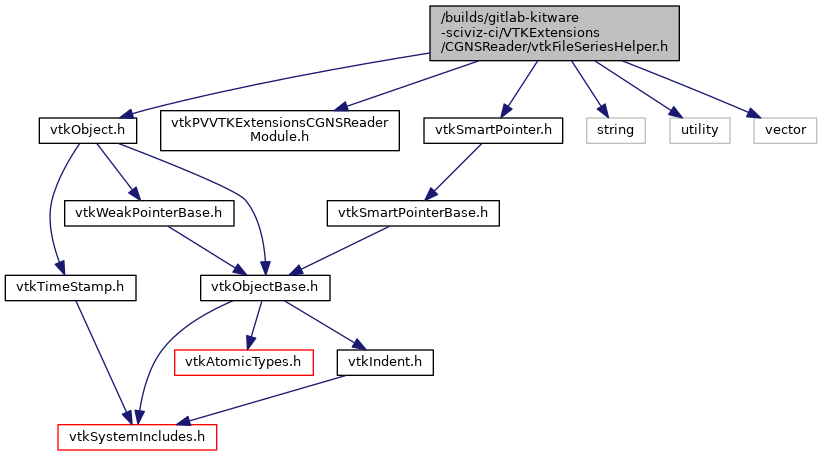 /builds/gitlab-kitware
-sciviz-ci/VTKExtensions
/CGNSReader/vtkFileSeriesHelper.h
vtkObject.h
vtkPVVTKExtensionsCGNSReader
Module.h
vtkSmartPointer.h
string
utility
vector
vtkWeakPointerBase.h
vtkSmartPointerBase.h
vtkTimeStamp.h
vtkObjectBase.h
vtkAtomicTypes.h
vtkIndent.h
vtkSystemIncludes.h